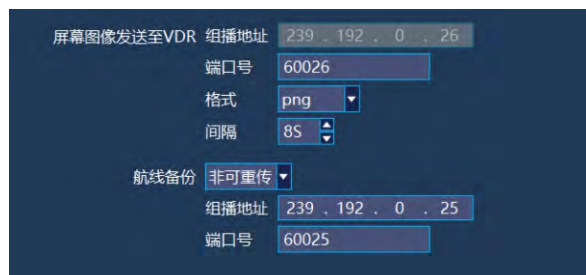 屏幕图像发送至VDR 组播地址 239 . 192 . 0 . 26
端口号 60026
格式 png
间隔 8S
航线备份 非可重传
组播地址 239 . 192 . 0 . 25
端口号 60025